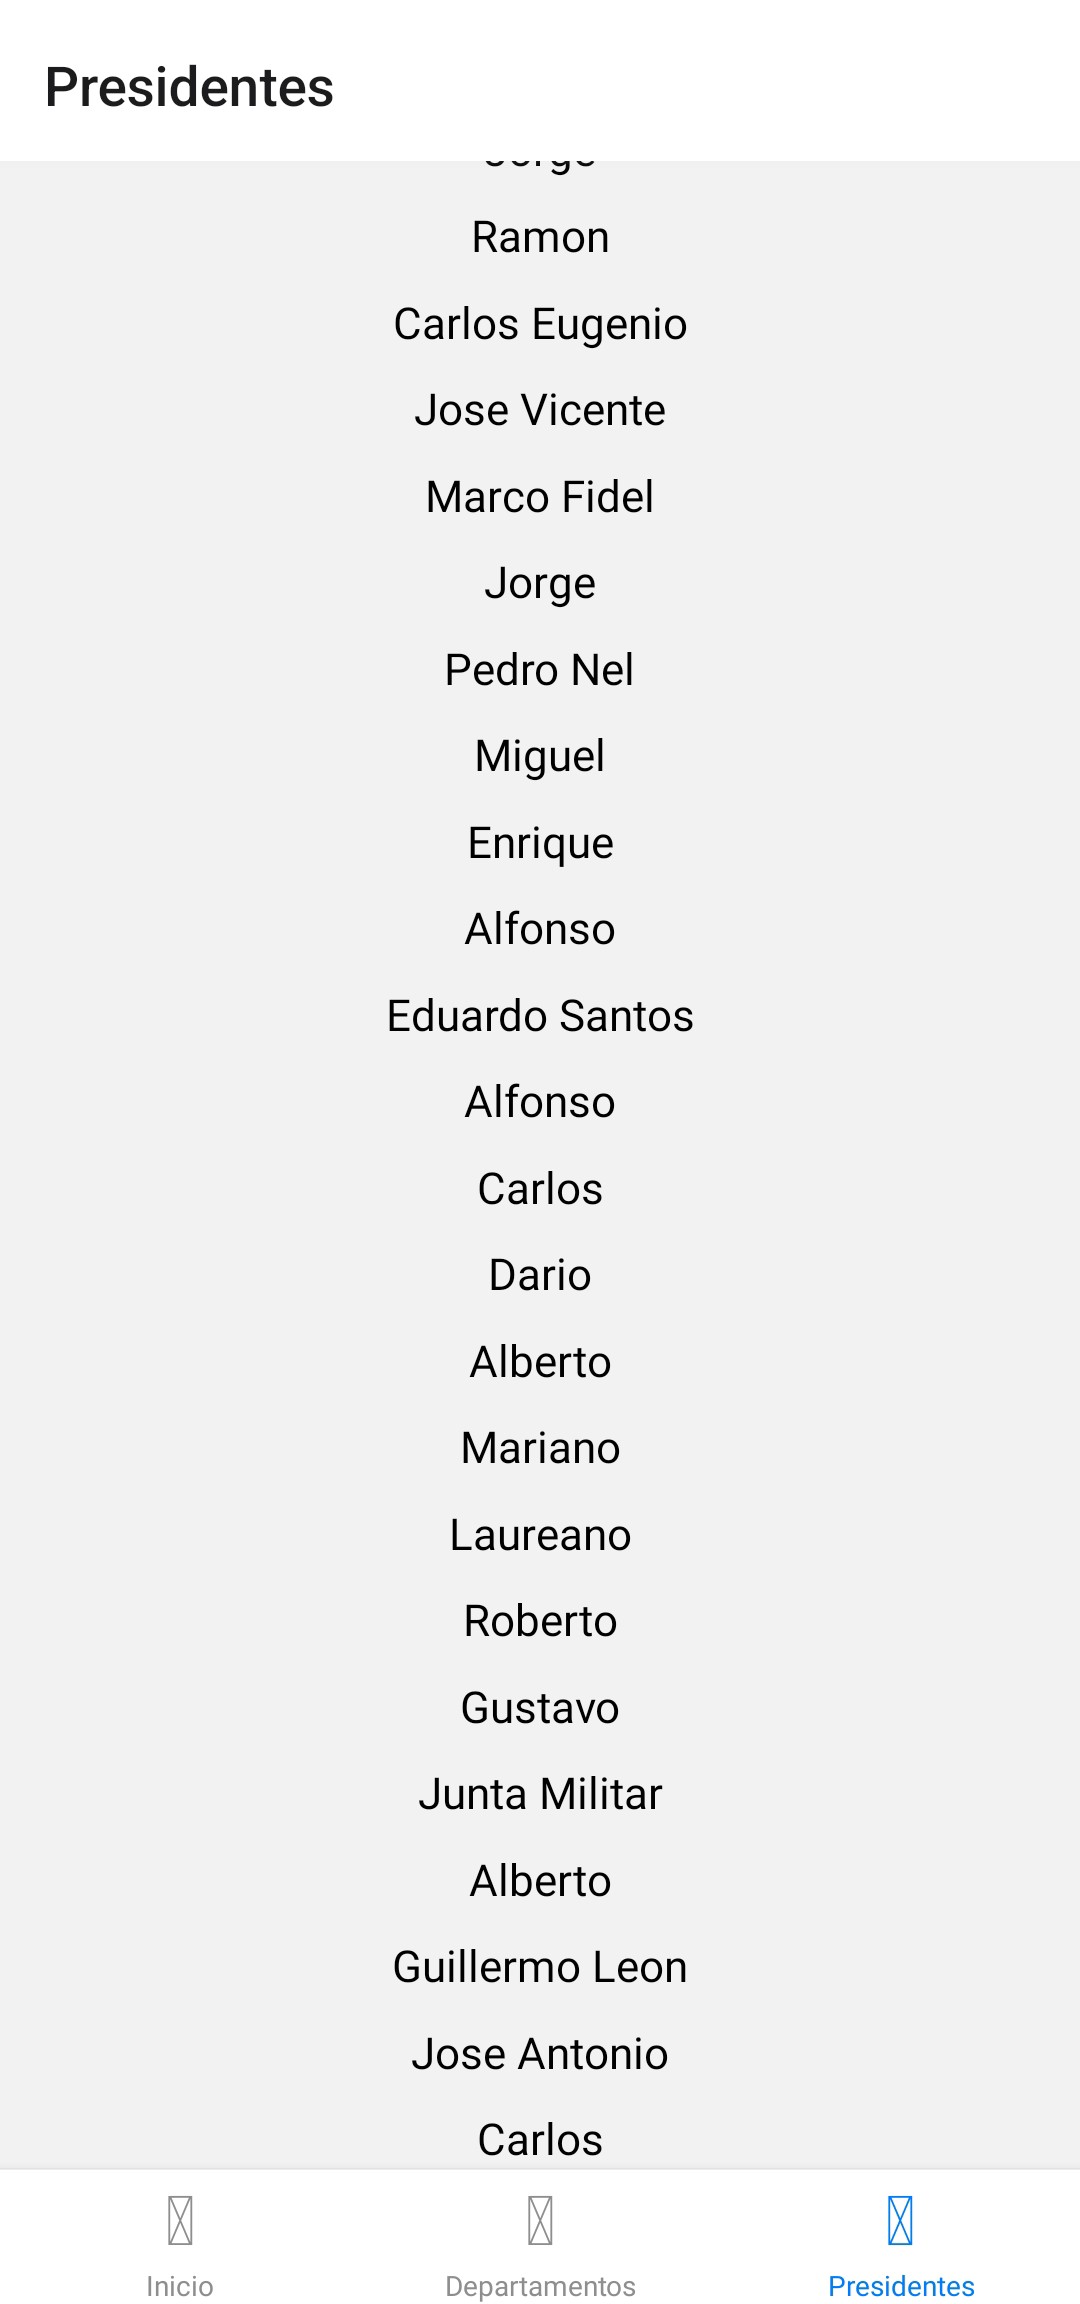 Presidentes
Jorge
Ramon
Carlos Eugenio
Jose Vicente
Marco Fidel
Jorge
Pedro Nel
Miguel
Enrique
Alfonso
Eduardo Santos
Alfonso
Carlos
Dario
Alberto
Mariano
Laureano
Roberto
Gustavo
Junta Militar
Alberto
Guillermo Leon
Jose Antonio
Carlos
Inicio
Departamentos
Presidentes